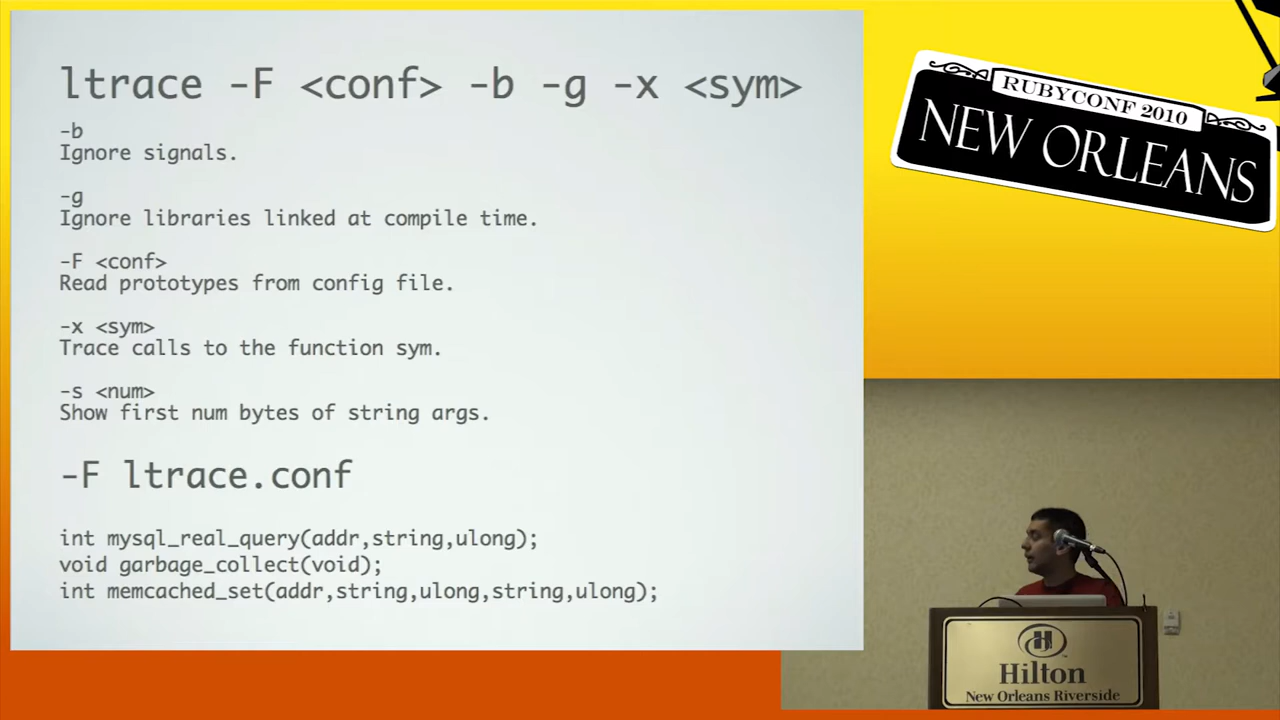 ltrace -F <conf> -b -g -x <sym>
-b
Ignore signals.
-g
Ignore libraries linked at compile time.
-F <conf>
Read prototypes from config file.
-x <sym>
Trace calls to the function sym.
-s <num>
Show first num bytes of string args.
-F ltrace.conf
int mysql_real_query(addr,string,ulong);
void garbage_collect(void);
int memcached_set(addr,string,ulong,string,ulong);
RUBYCONF 2010
NEW ORLEANS
H
Hilton
New Orleans Riverside